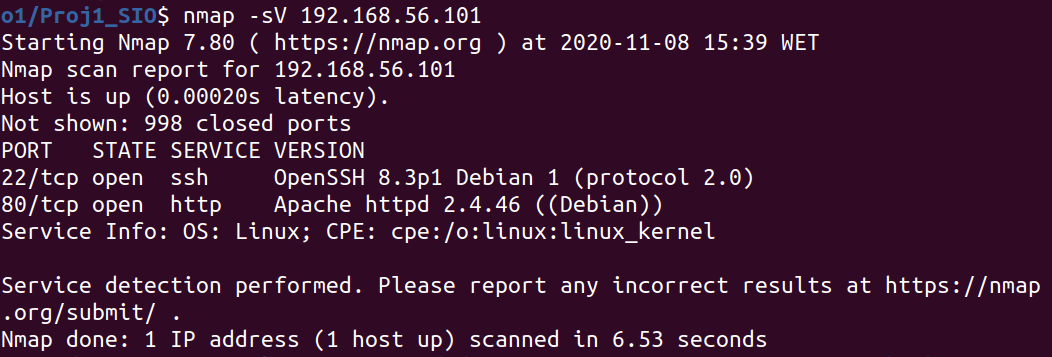 o1/Proj1_SIO$ nmap -sV 192.168.56.101
Starting Nmap 7.80 ( https://nmap.org ) at 2020-11-08 15:39 WET
Nmap scan report for 192.168.56.101
Host is up (0.00020s latency).
Not shown: 998 closed ports
PORT   STATE SERVICE VERSION
22/tcp open  ssh     OpenSSH 8.3p1 Debian 1 (protocol 2.0)
80/tcp open  http    Apache httpd 2.4.46 ((Debian))
Service Info: OS: Linux; CPE: cpe:/o:linux:linux_kernel

Service detection performed. Please report any incorrect results at https://nmap
.org/submit/ .
Nmap done: 1 IP address (1 host up) scanned in 6.53 seconds